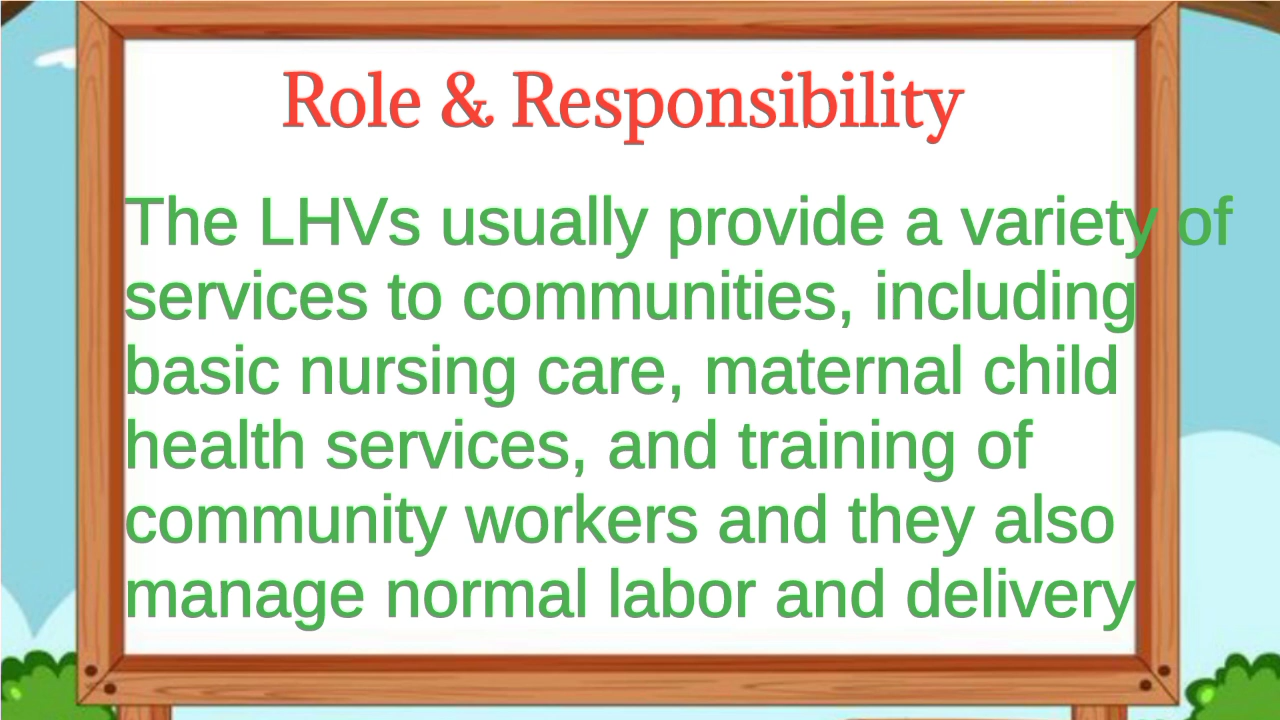 Role & Responsibility
The LHVs usually provide a variety of
services to communities, including
basic nursing care, maternal child
health services, and training of
community workers and they also
manage normal labor and delivery